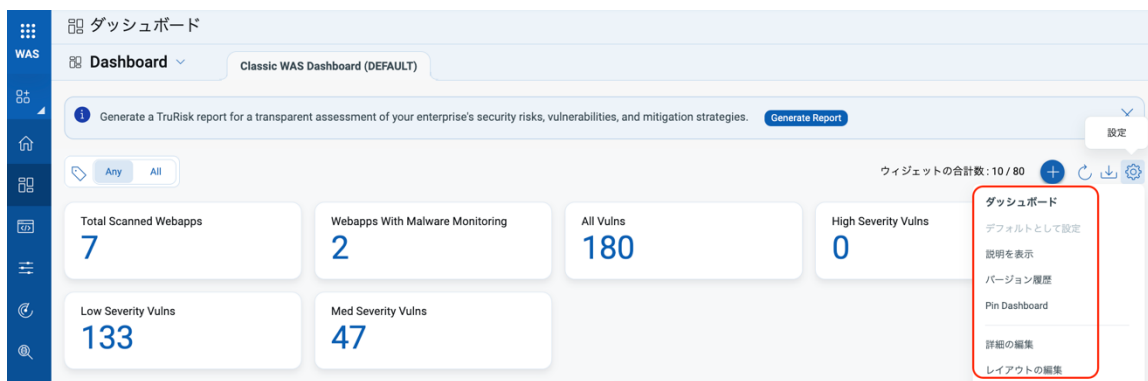 ダッシュボード
WAS
Dashboard
Classic WAS Dashboard (DEFAULT)
Generate a TruRisk report for a transparent assessment of your enterprise's security risks, vulnerabilities, and mitigation strategies.
Generate Report
設定
Any
All
ウィジェットの合計数: 10 / 80
ダッシュボード
デフォルトとして設定
説明を表示
バージョン履歴
Pin Dashboard
詳細の編集
レイアウトの編集
Total Scanned Webapps
7
Webapps With Malware Monitoring
2
All Vulns
180
High Severity Vulns
0
Low Severity Vulns
133
Med Severity Vulns
47